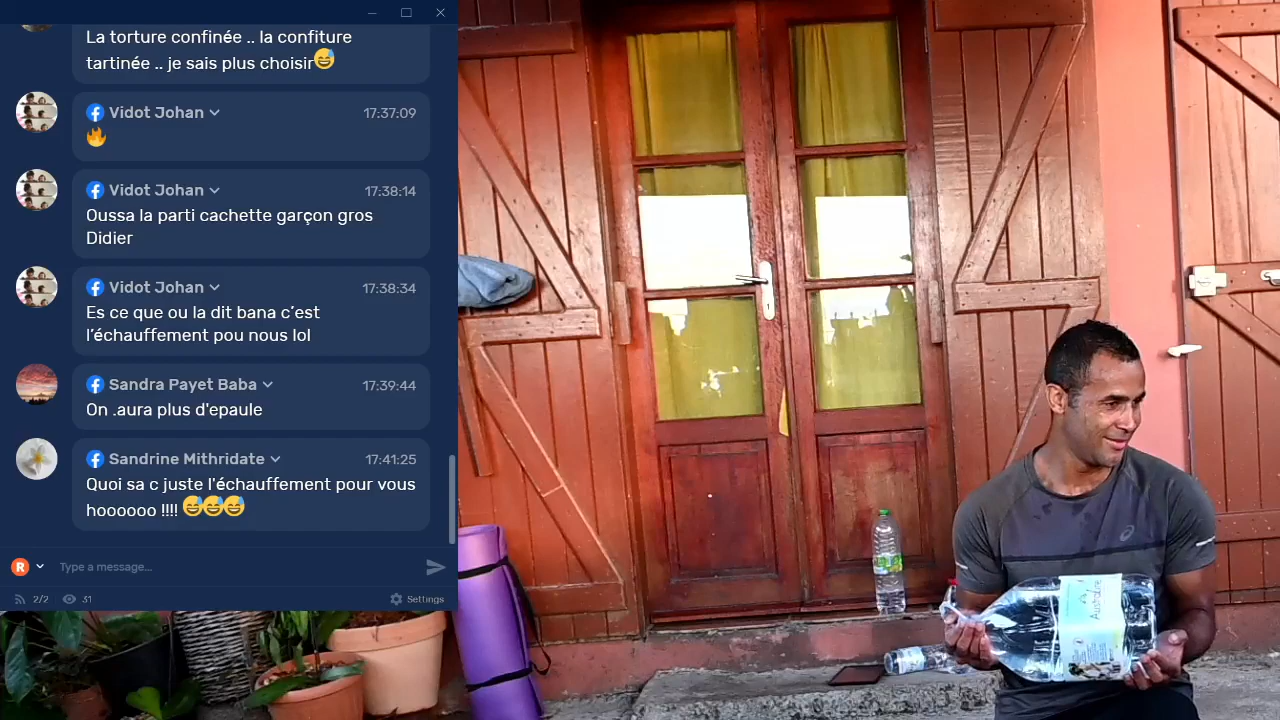 La torture confinée .. la confiture
tartinée .. je sais plus choisir😅
Vidot Johan 17:37:09
🔥
Vidot Johan 17:38:14
Oussa la parti cachette garçon gros
Didier
Vidot Johan 17:38:34
Es ce que ou la dit bana c’est
l’échauffement pou nous lol
Sandra Payet Baba 17:39:44
On .aura plus d'epaule
Sandrine Mithridate 17:41:25
Quoi sa c juste l'échauffement pour vous
hoooooo !!!! 😅😅😅
R Type a message...
2/2 31 Settings
Australine